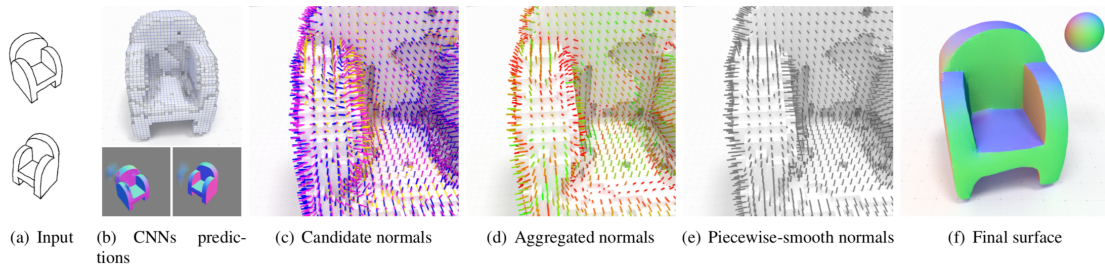 (a) Input
(b) CNNs predic-
tions
(c) Candidate normals
(d) Aggregated normals
(e) Piecewise-smooth normals
(f) Final surface